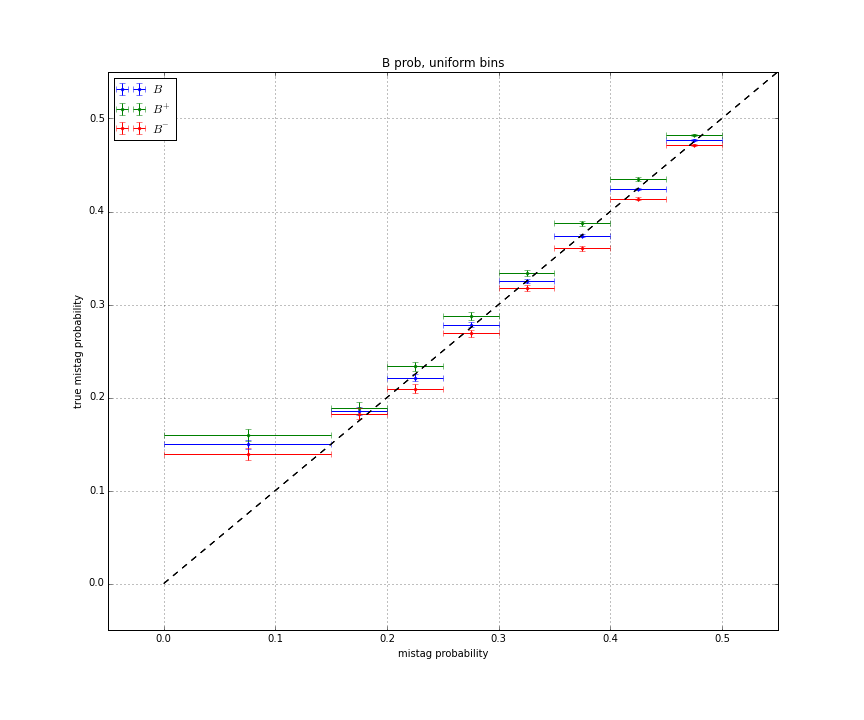 B prob, uniform bins
B
B⁺
B⁻
0.5
0.4
0.3
0.2
0.1
0.0
true mistag probability
0.0 0.1 0.2 0.3 0.4 0.5
mistag probability